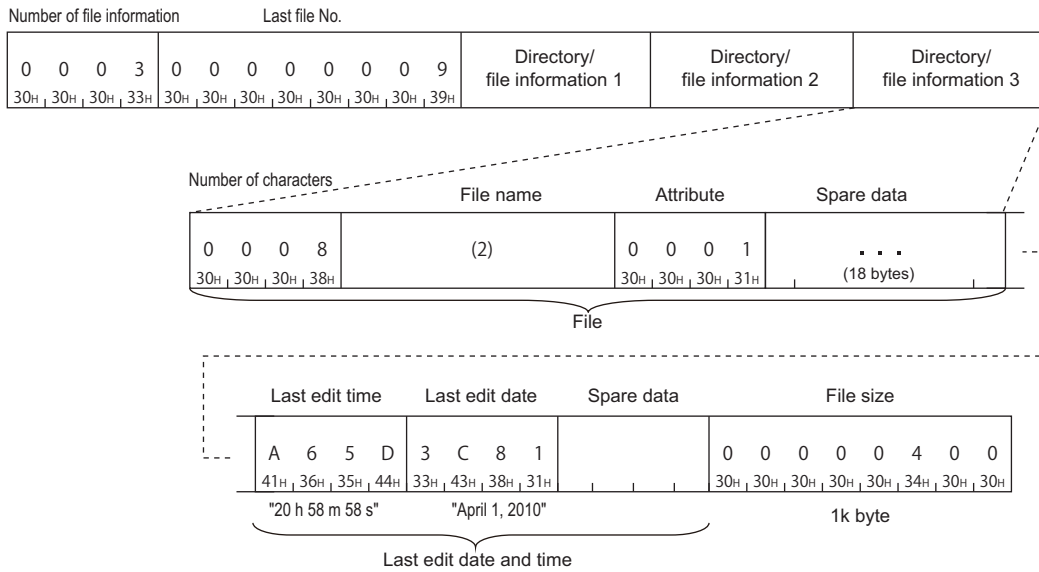 Number of file information Last file No.
0 0 0 3 0 0 0 0 0 0 0 9 Directory/ Directory/ Directory/
file information 1 file information 2 file information 3
30H 30H 30H 33H 30H 30H 30H 30H 30H 30H 30H 39H
Number of characters
File name Attribute Spare data
0 0 0 8 (2) 0 0 0 1 ...
30H 30H 30H 38H 30H 30H 30H 31H (18 bytes)
File
Last edit time Last edit date Spare data File size
A 6 5 D 3 C 8 1 0 0 0 0 0 4 0 0
41H 36H 35H 44H 33H 43H 38H 31H 30H 30H 30H 30H 30H 34H 30H 30H
"20 h 58 m 58 s" "April 1, 2010" 1k byte
Last edit date and time